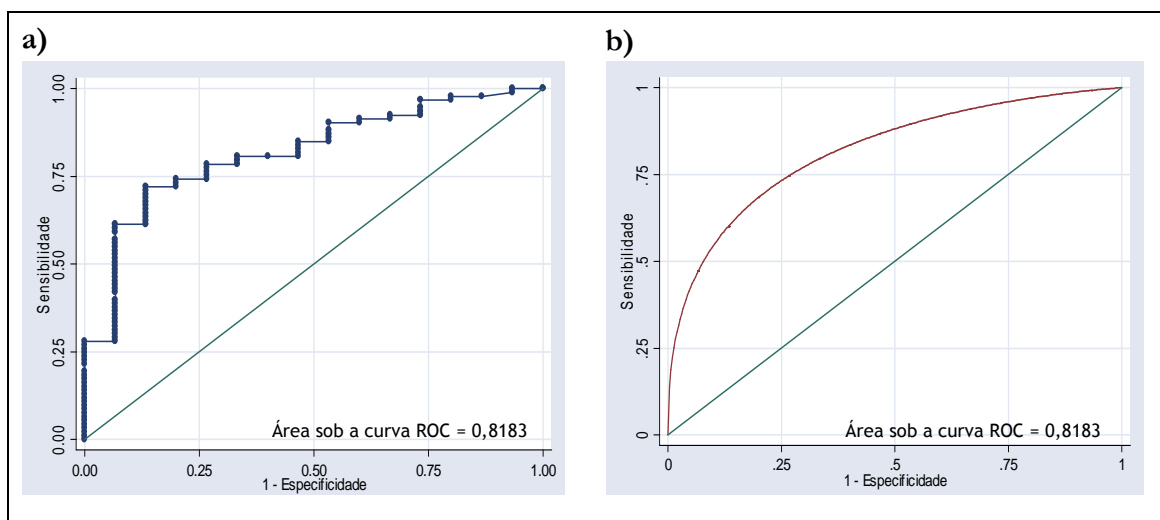 a)
1.00
0.75
0.50
0.25
0.00
Sensibilidade
Área sob a curva ROC = 0,8183
0.00 0.25 0.50 0.75 1.00
1 - Especificidade
b)
1
.75
.5
.25
0
Sensibilidade
Área sob a curva ROC = 0,8183
0 .25 .5 .75 1
1 - Especificidade